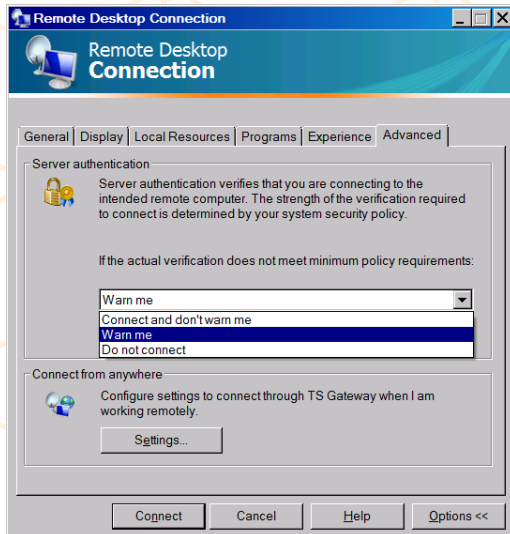 Remote Desktop Connection
Remote Desktop
Connection
General Display Local Resources Programs Experience Advanced
Server authentication
Server authentication verifies that you are connecting to the
intended remote computer. The strength of the verification required
to connect is determined by your system security policy.
If the actual verification does not meet minimum policy requirements:
Warn me
Connect and don't warn me
Warn me
Do not connect
Connect from anywhere
Configure settings to connect through TS Gateway when I am
working remotely.
Settings...
Connect Cancel Help Options <<